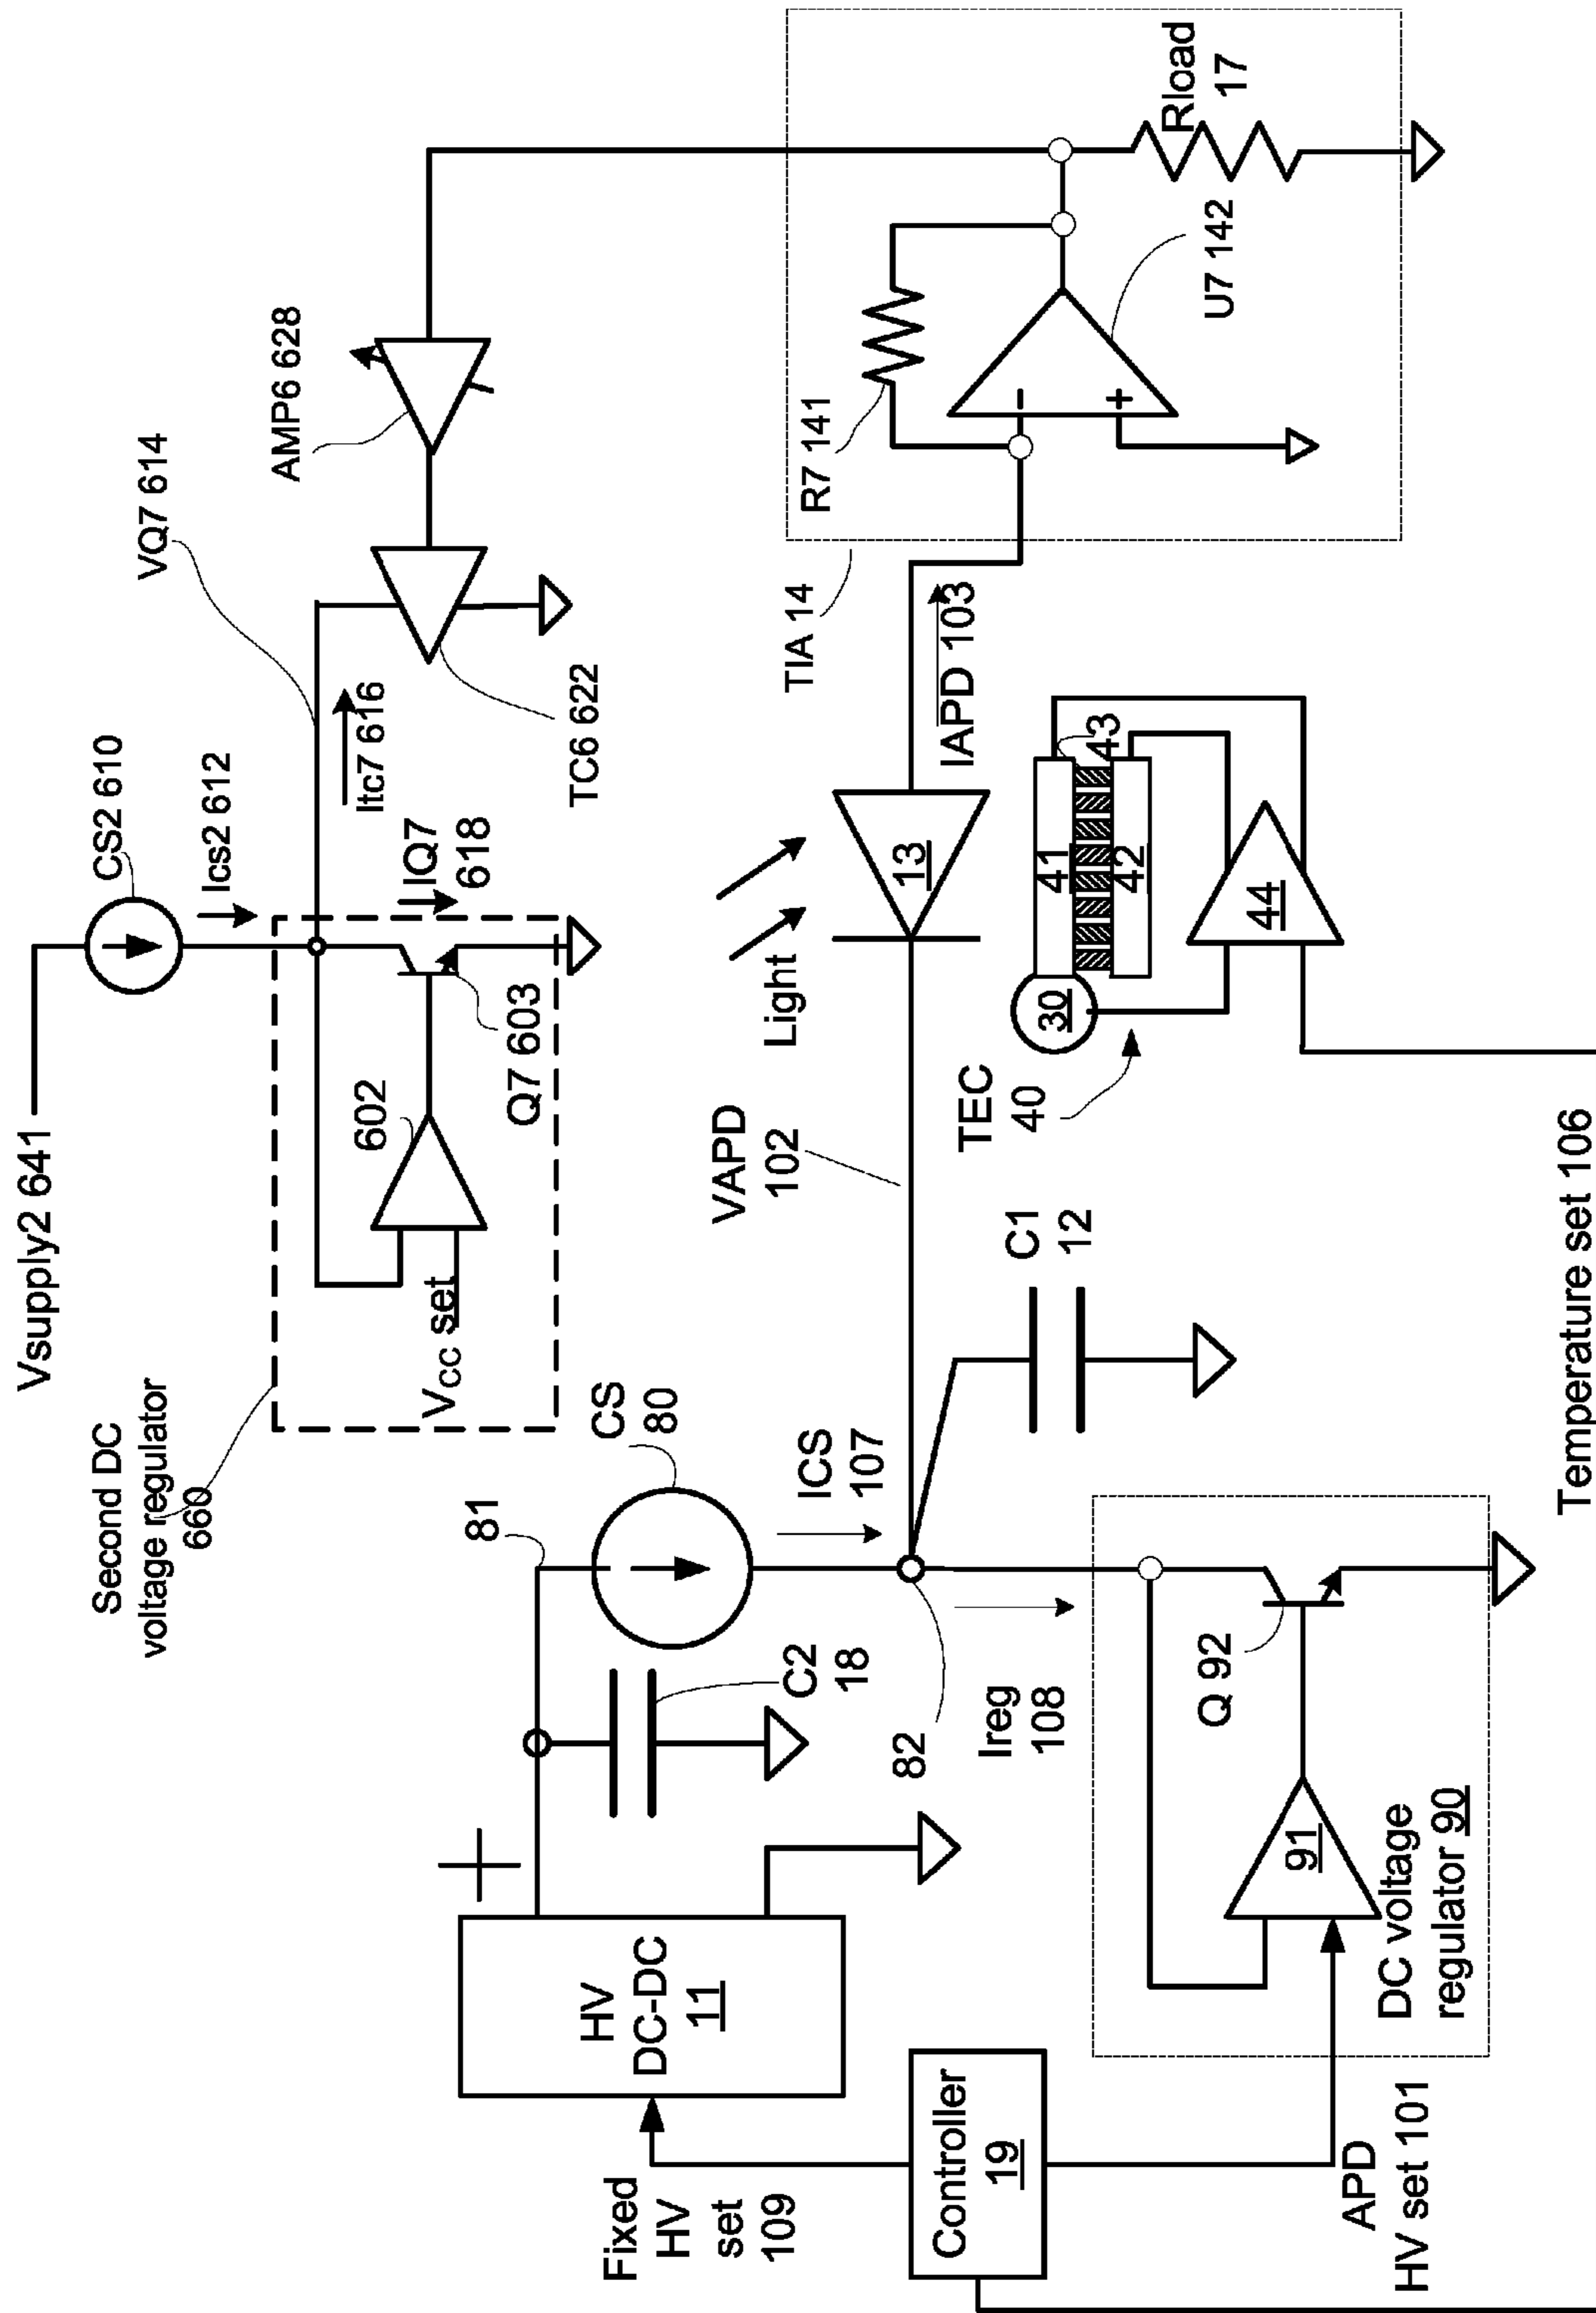 Vsupply2 641
CS2 610
Ics2 612
VQ7 614
Itc7 616
IQ7
618
AMP6 628
TC6 622
Second DC
voltage regulator
660
602
Vcc set
Q7 603
81
CS
80
ICS
107
VAPD
102
Light
13
IAPD 103
TIA 14
R7 141
-
+
U7 142
Rload
17
HV
DC-DC
11
+
C2
18
82
Ireg
108
C1
12
TEC
40
30
41
42
43
44
Fixed
HV
set
109
Controller
19
APD
HV set 101
91
Q 92
DC voltage
regulator 90
Temperature set 106